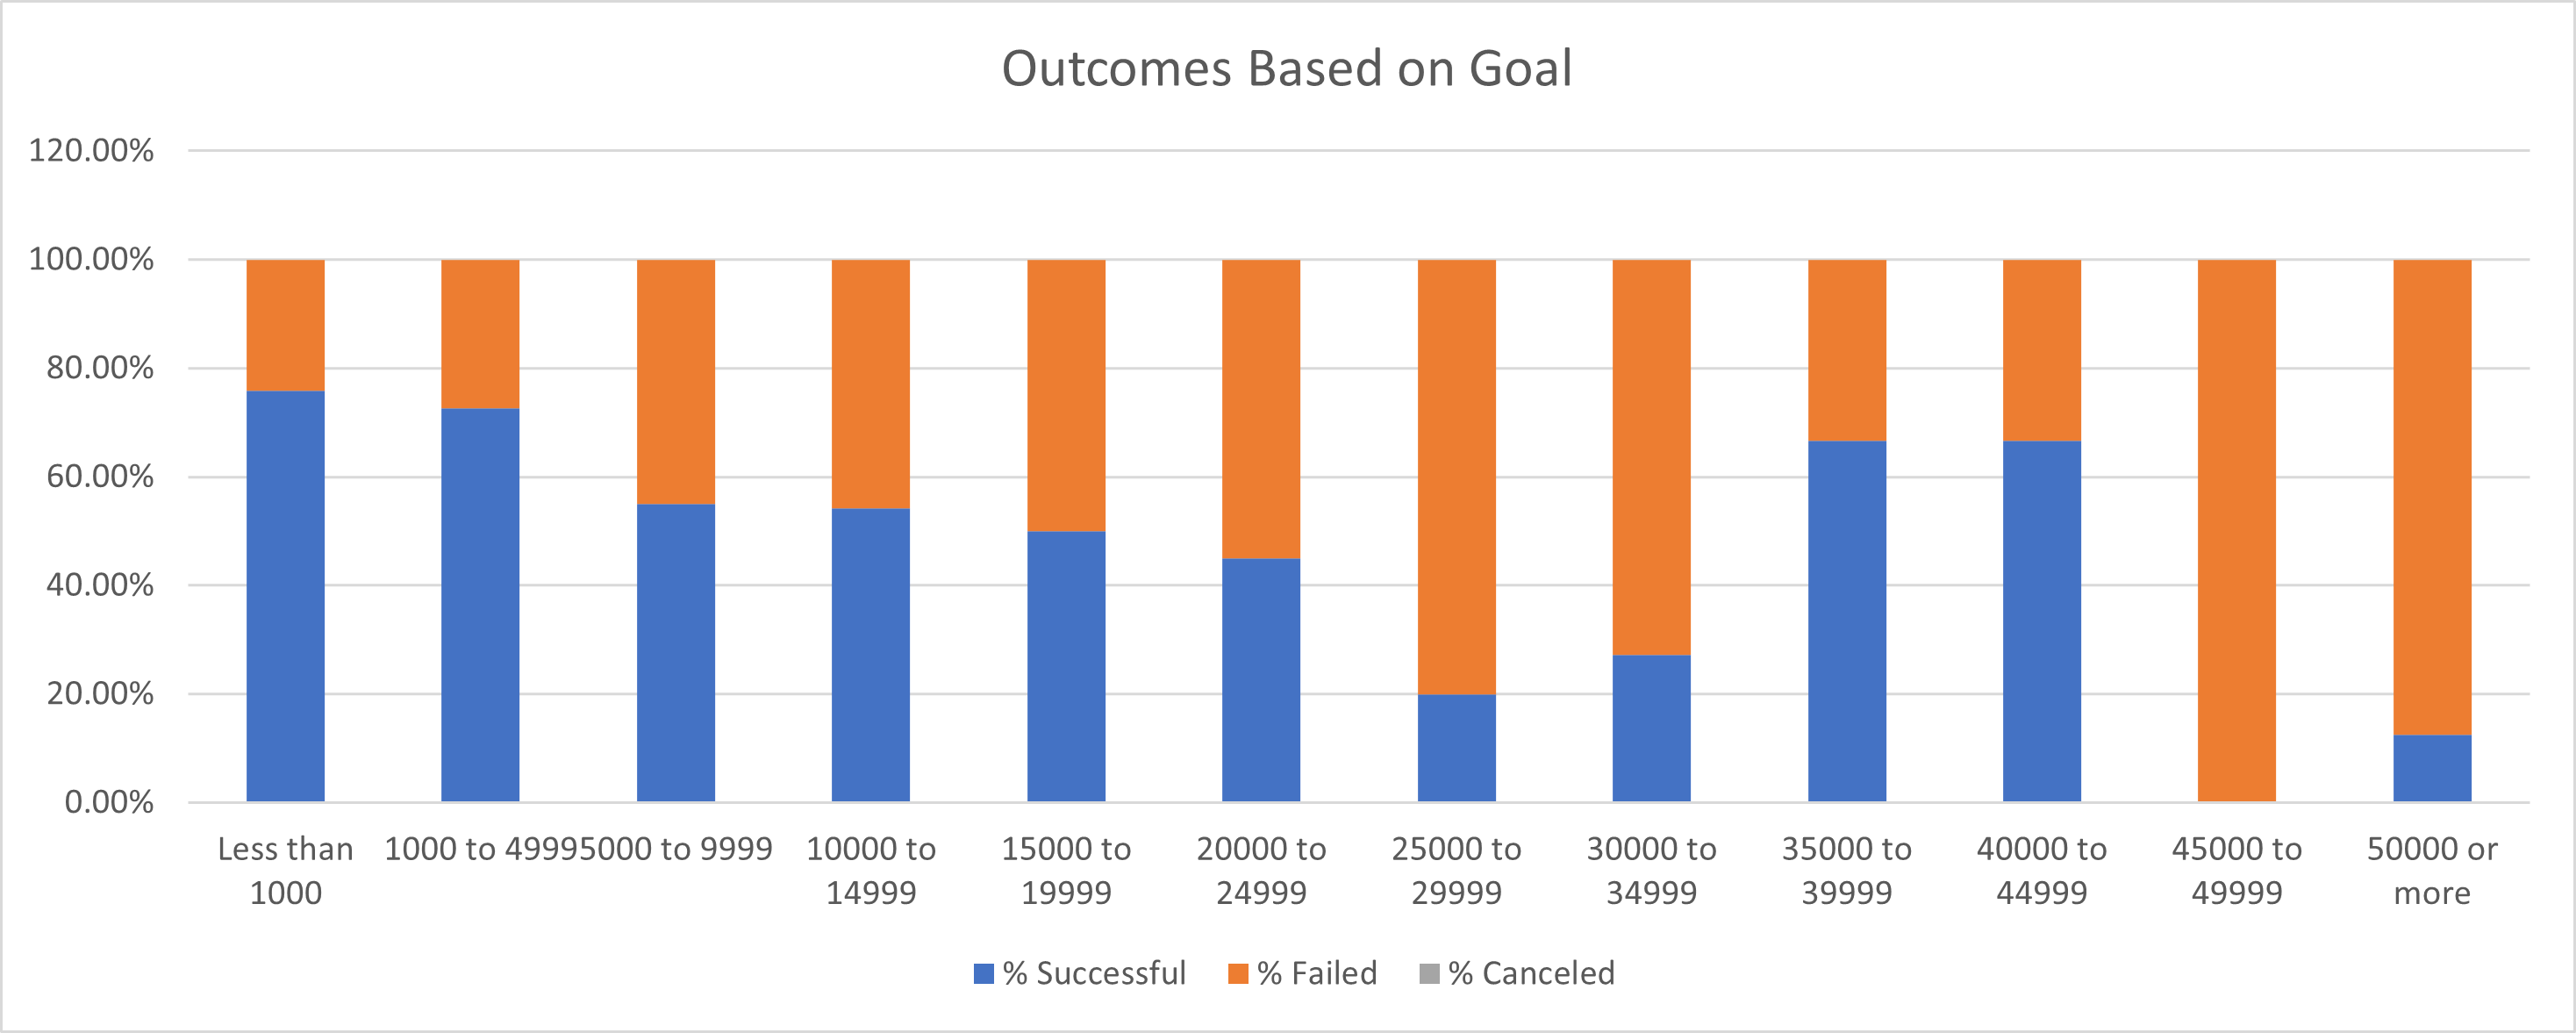 Outcomes Based on Goal
120.00%
100.00%
80.00%
60.00%
40.00%
20.00%
0.00%
Less than
1000
1000 to 4999
5000 to 9999
10000 to
14999
15000 to
19999
20000 to
24999
25000 to
29999
30000 to
34999
35000 to
39999
40000 to
44999
45000 to
49999
50000 or
more
% Successful
% Failed
% Canceled